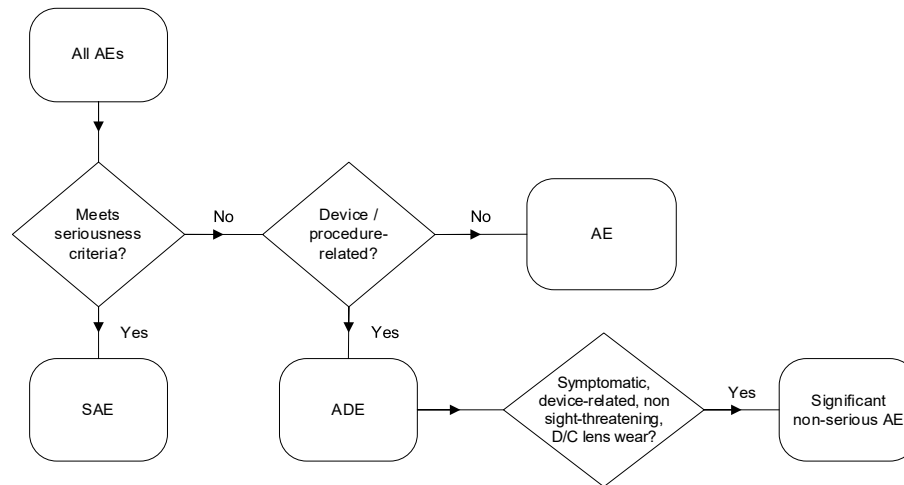 All AEs
Meets
seriousness
criteria?
No
Device /
procedure-
related?
No
AE
Yes
Yes
SAE
ADE
Symptomatic,
device-related, non
sight-threatening,
D/C lens wear?
Yes
Significant
non-serious AE